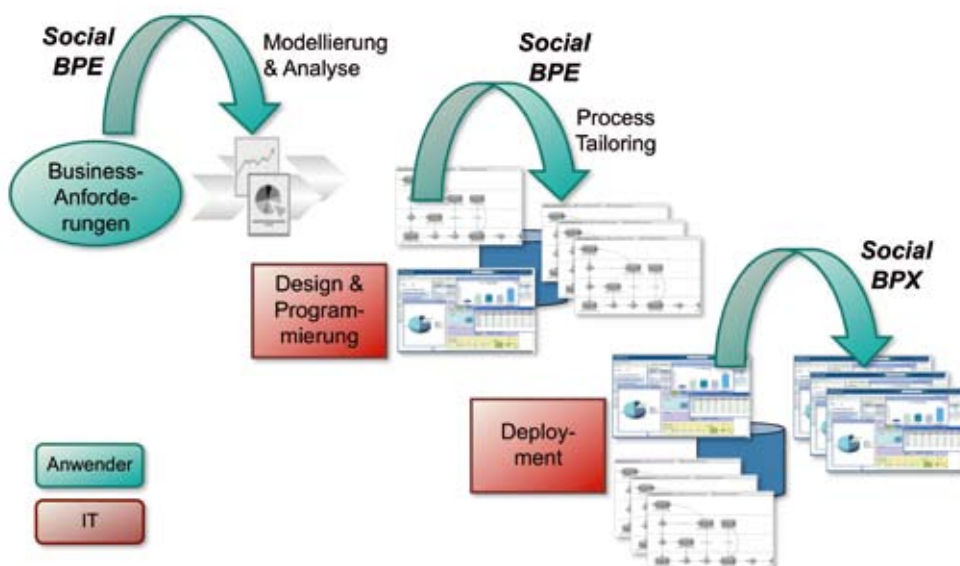 Social
BPE
Modellierung
& Analyse
Business-
Anforde-
rungen
Social
BPE
Process
Tailoring
Design &
Program-
mierung
Social
BPX
Deploy-
ment
Anwender
IT